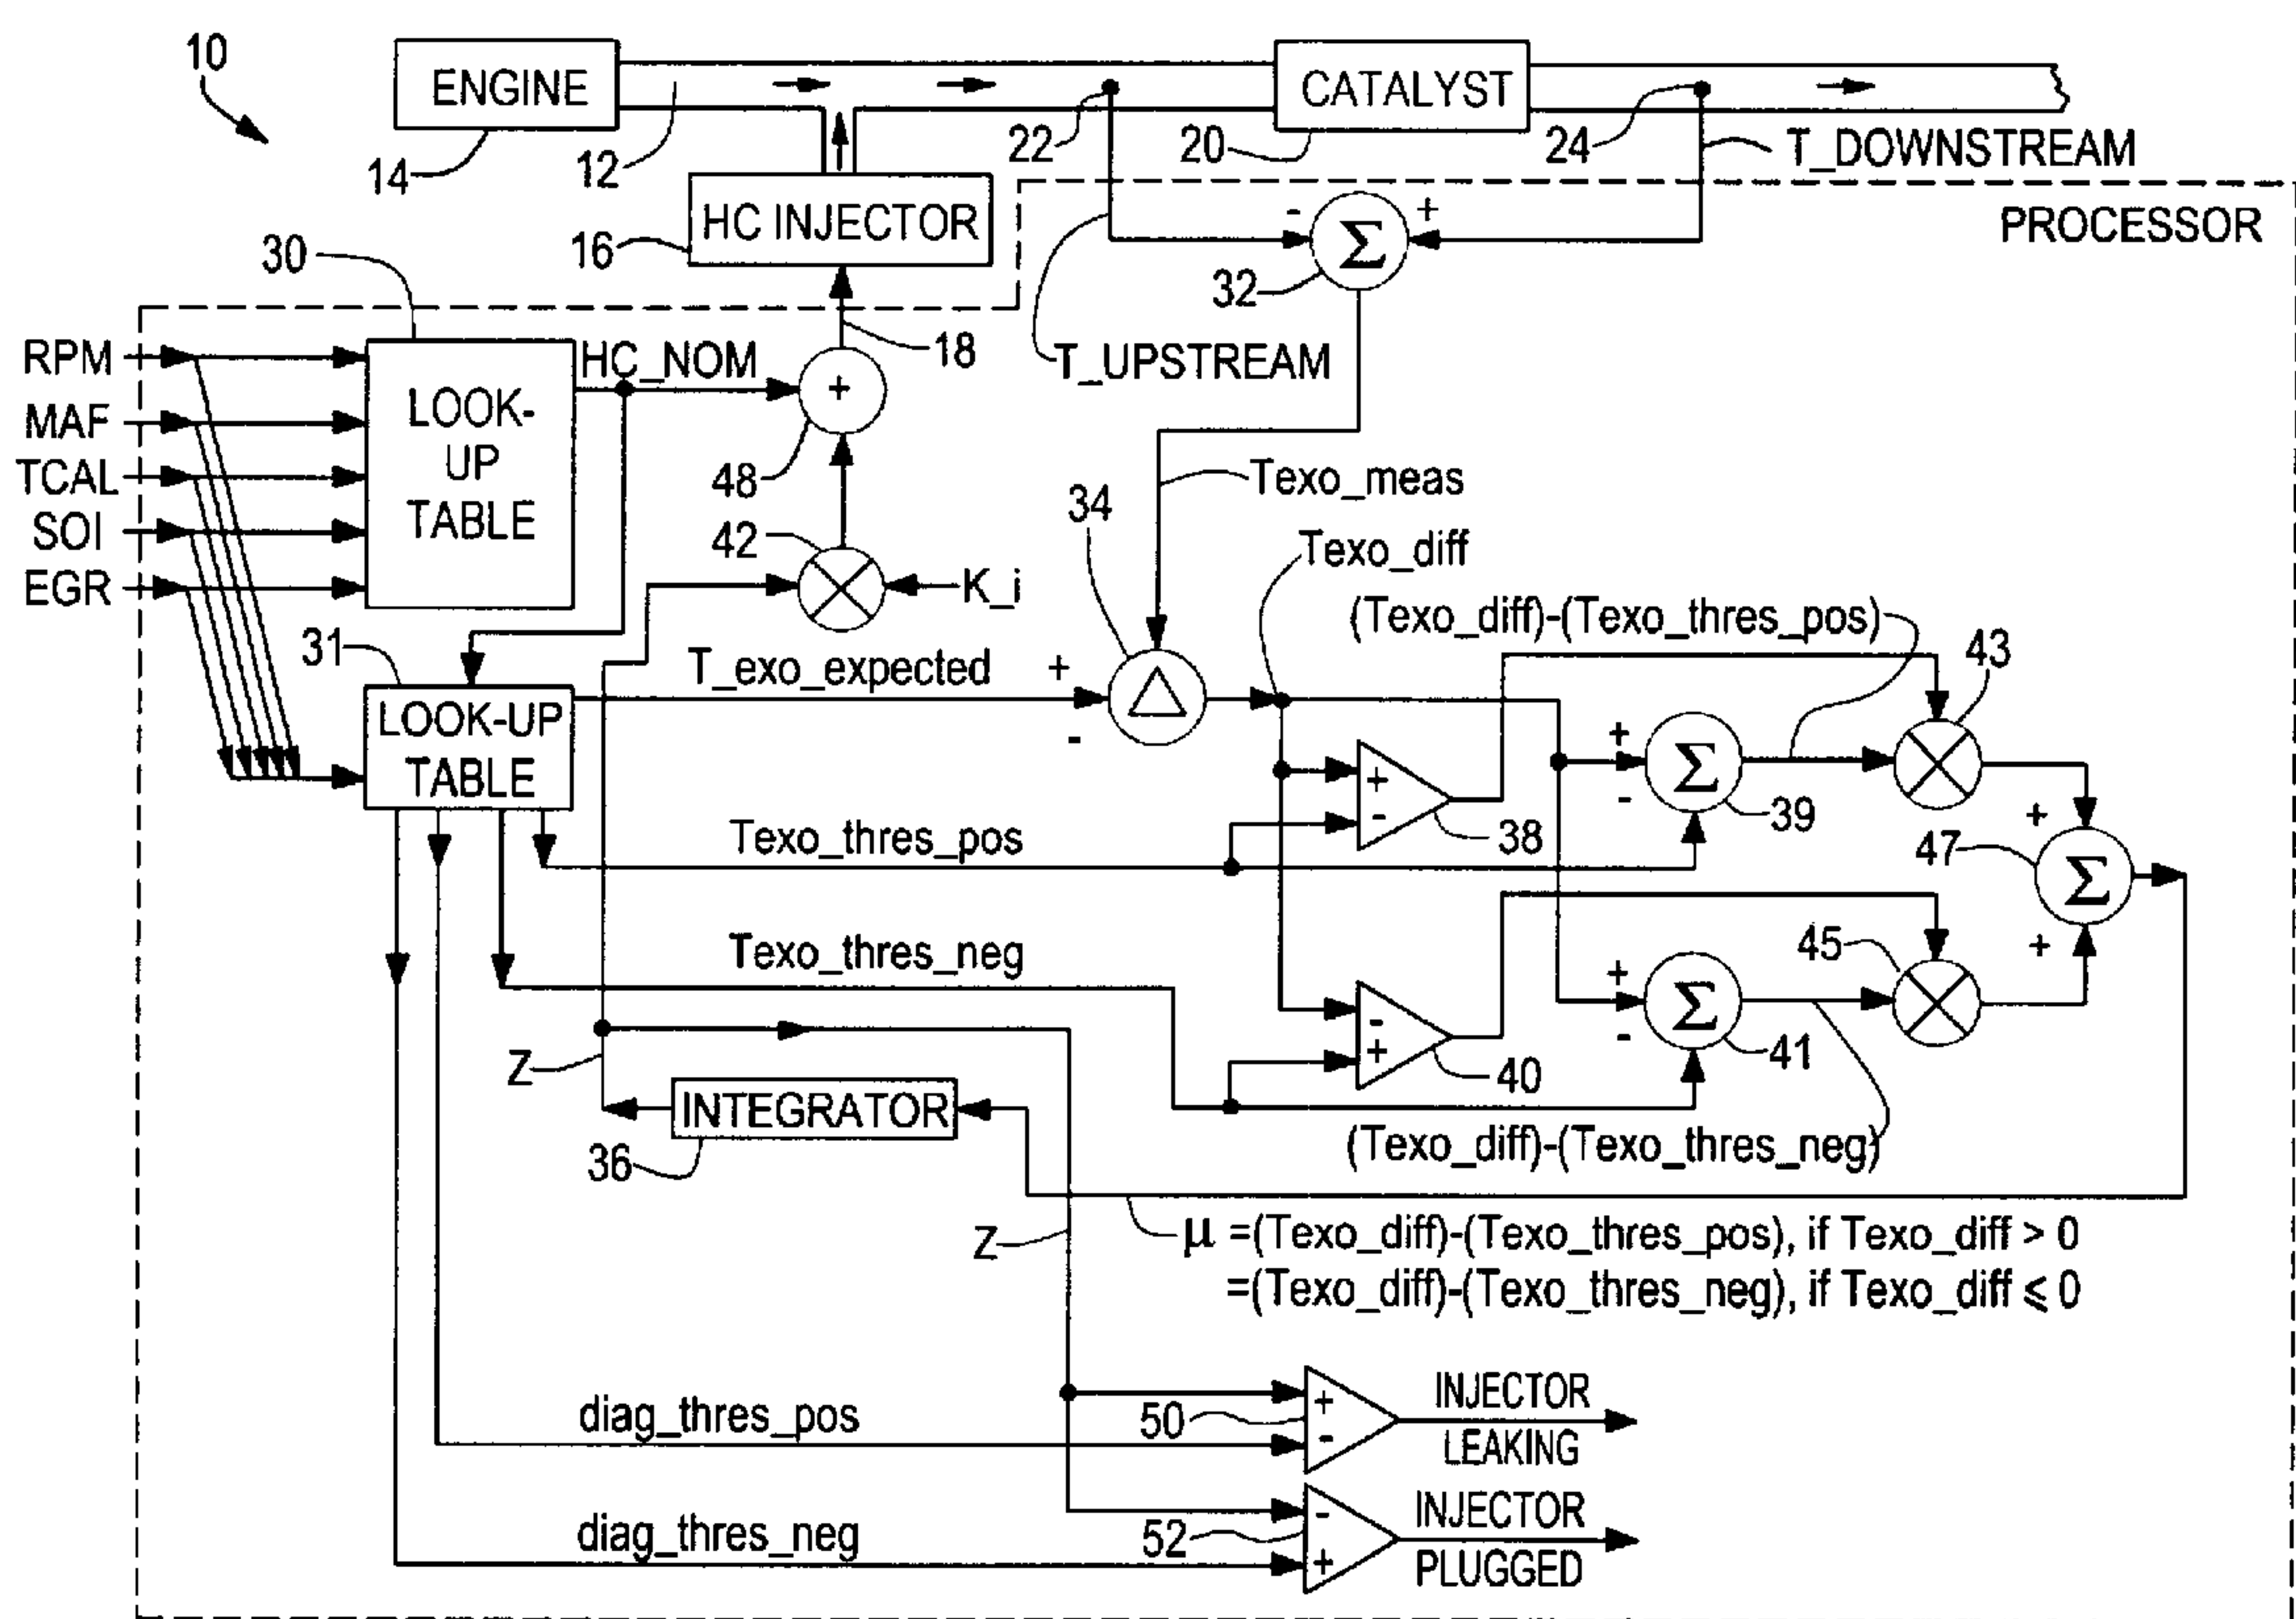 10
ENGINE
CATALYST
14
12
22
20
24
T_DOWNSTREAM
HC INJECTOR
16
PROCESSOR
- Σ +
32
30
18
T_UPSTREAM
RPM
MAF
TCAL
SOI
EGR
LOOK-
UP
TABLE
HC_NOM
+
48
42
K_i
Texo_meas
34
Texo_diff
(Texo_diff)-(Texo_thres_pos)
43
31
LOOK-UP
TABLE
T_exo_expected
+
-
△
+
-
38
+
-
Σ
39
Texo_thres_pos
+
47
Σ
+
Texo_thres_neg
45
-
+
40
+
-
Σ
41
Z
INTEGRATOR
36
(Texo_diff)-(Texo_thres_neg)
Z
μ =(Texo_diff)-(Texo_thres_pos), if Texo_diff > 0
=(Texo_diff)-(Texo_thres_neg), if Texo_diff ⩽ 0
diag_thres_pos
50
+
-
INJECTOR
LEAKING
diag_thres_neg
52
-
+
INJECTOR
PLUGGED